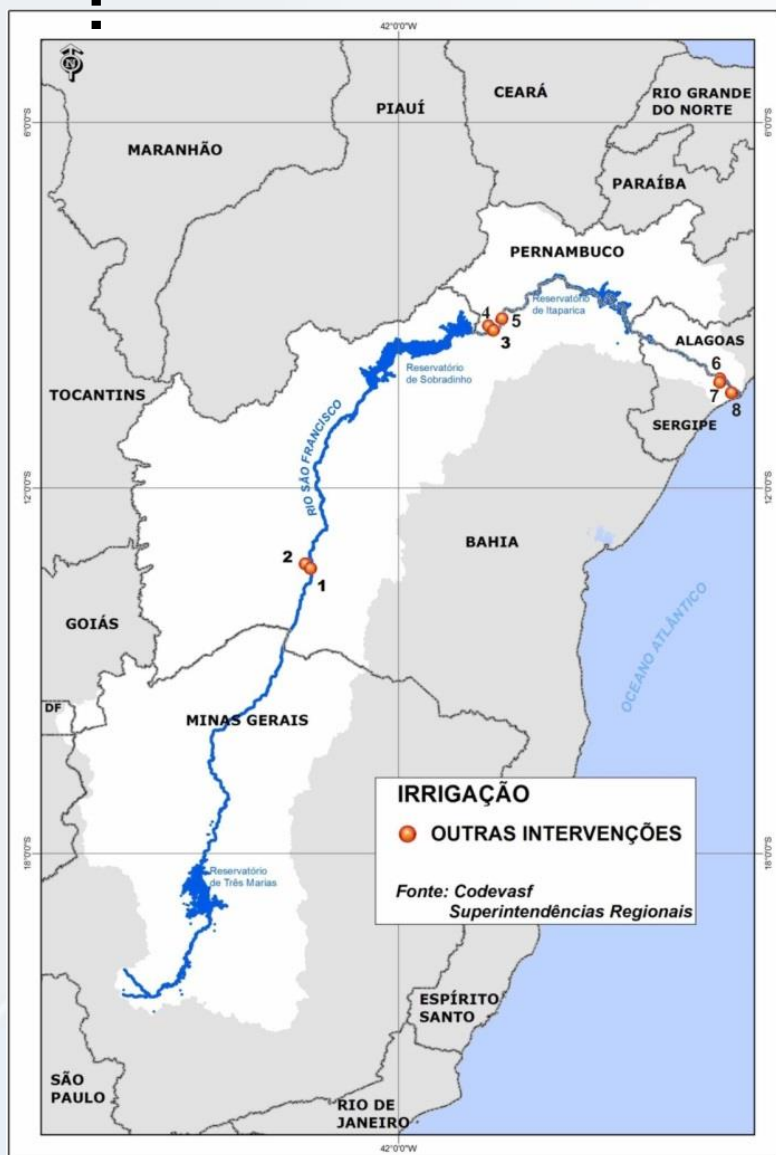 42°0'0"W
N
CEARÁ
PIAUÍ
RIO GRANDE
DO NORTE
6°0'0"S
6°0'0"S
MARANHÃO
PARAÍBA
PERNAMBUCO
Reservatório
de Itaparica
4
5
3
ALAGOAS
Reservatório
de Sobradinho
6
7
8
TOCANTINS
SERGIPE
RIO SÃO FRANCISCO
12°0'0"S
12°0'0"S
BAHIA
2
1
GOIÁS
OCEANO ATLÂNTICO
DF
MINAS GERAIS
IRRIGAÇÃO
OUTRAS INTERVENÇÕES
18°0'0"S
18°0'0"S
Reservatório
de Três Marias
Fonte: Codevasf
Superintendências Regionais
ESPÍRITO
SANTO
SÃO
PAULO
RIO DE
JANEIRO
42°0'0"W